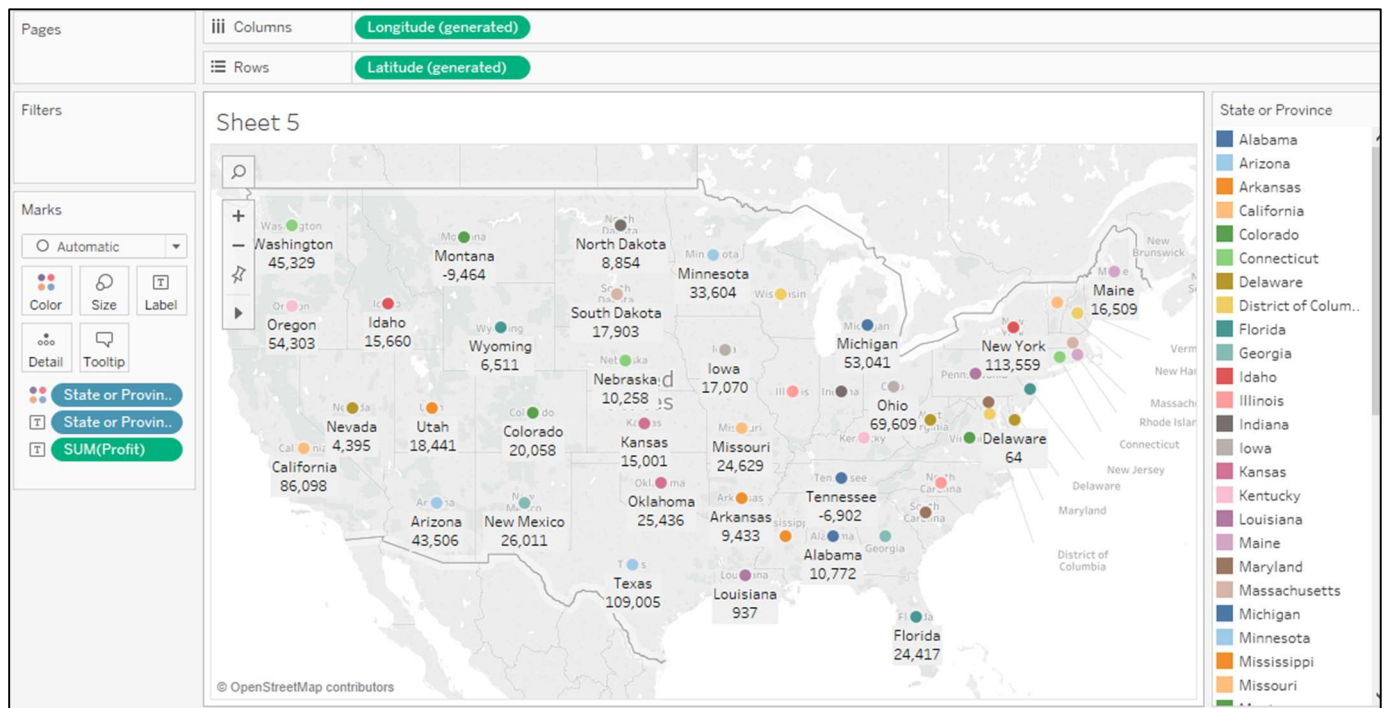 Pages
Columns
Longitude (generated)
Rows
Latitude (generated)
Filters
Marks
Automatic
Color
Size
Label
Detail
Tooltip
State or Provin..
State or Provin..
SUM(Profit)
Sheet 5
Washington
45,329
Montana
-9,464
North Dakota
8,854
Minnesota
33,604
Maine
16,509
New
Brunswick
Oregon
54,303
Idaho
15,660
Wyoming
6,511
South Dakota
17,903
Michigan
53,041
New York
113,559
Nebraska
10,258
Iowa
17,070
Nevada
4,395
Utah
18,441
Colorado
20,058
Kansas
15,001
Missouri
24,629
Ohio
69,609
Delaware
64
California
86,098
Arizona
43,506
New Mexico
26,011
Oklahoma
25,436
Arkansas
9,433
Tennessee
-6,902
Alabama
10,772
Georgia
Texas
109,005
Louisiana
937
Florida
24,417
Connecticut
New Jersey
Delaware
Maryland
District of
Columbia
© OpenStreetMap contributors
State or Province
Alabama
Arizona
Arkansas
California
Colorado
Connecticut
Delaware
District of Colum..
Florida
Georgia
Idaho
Illinois
Indiana
Iowa
Kansas
Kentucky
Louisiana
Maine
Maryland
Massachusetts
Michigan
Minnesota
Mississippi
Missouri